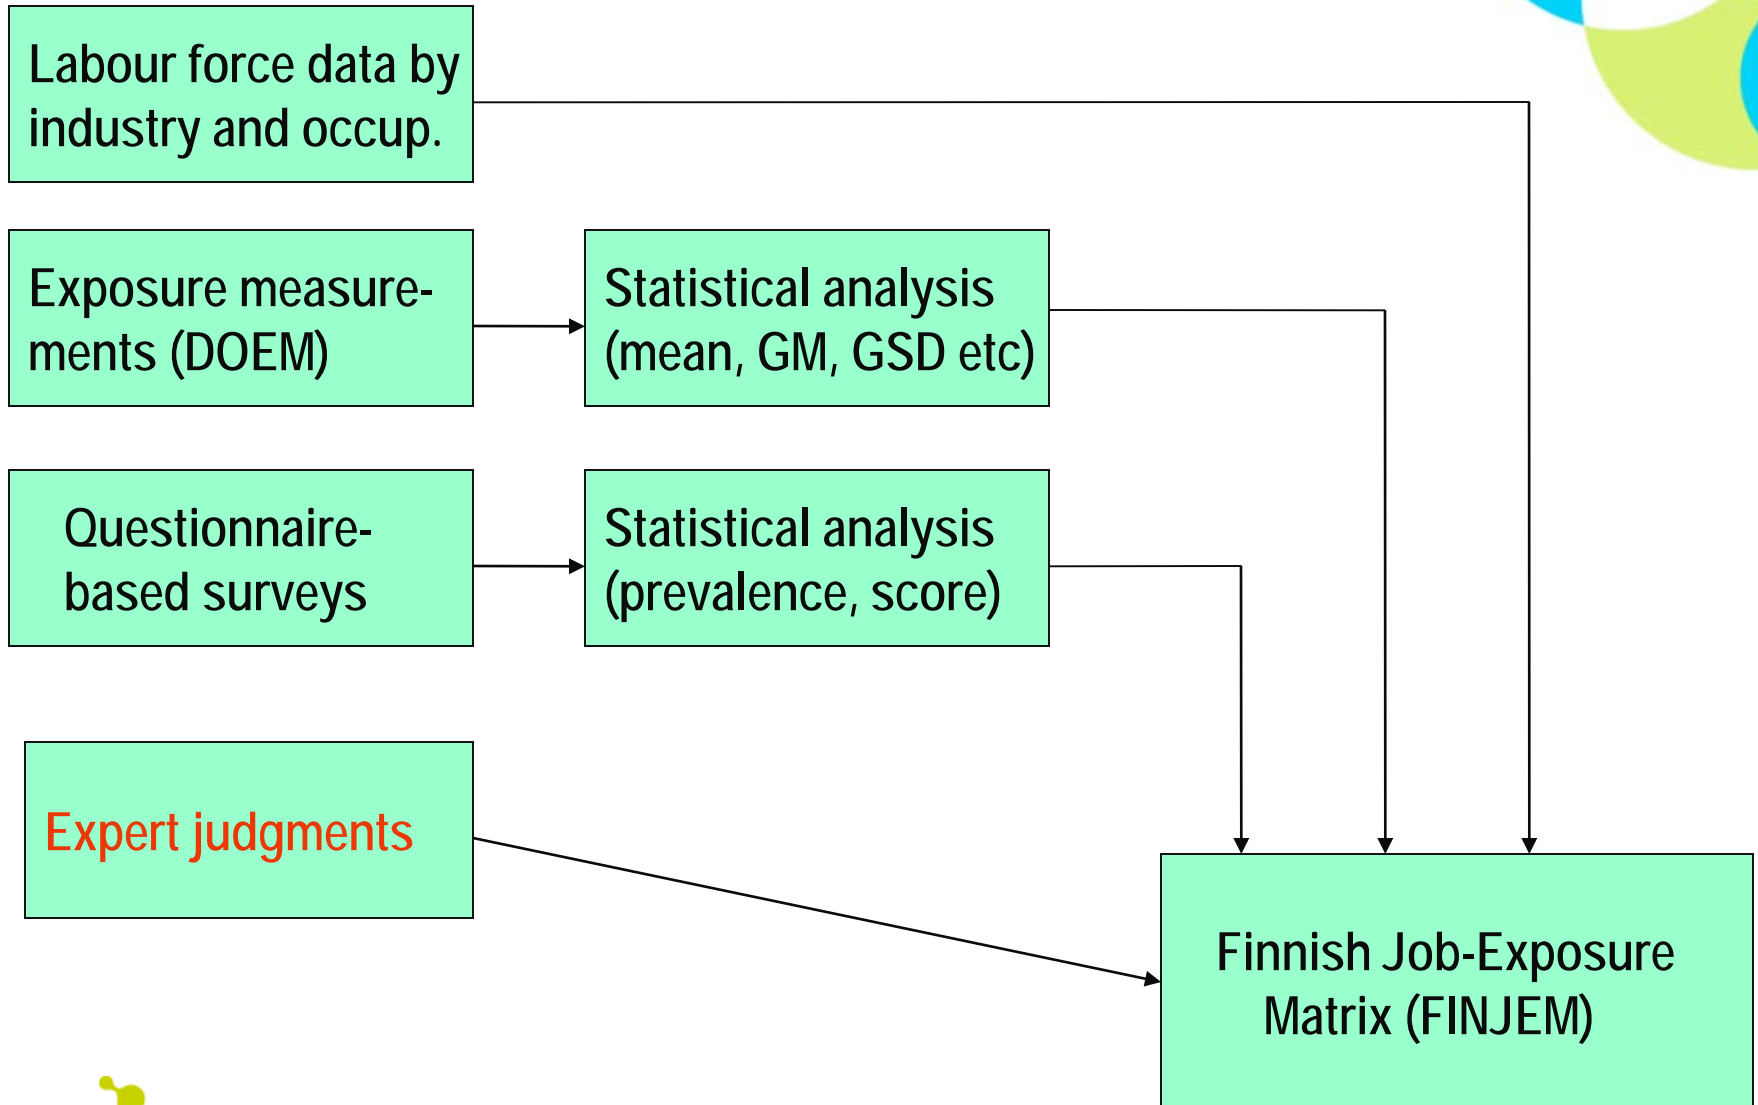 Labour force data by
industry and occup.
Exposure measure-
ments (DOEM)
Statistical analysis
(mean, GM, GSD etc)
Questionnaire-
based surveys
Statistical analysis
(prevalence, score)
Expert judgments
Finnish Job-Exposure
Matrix (FINJEM)